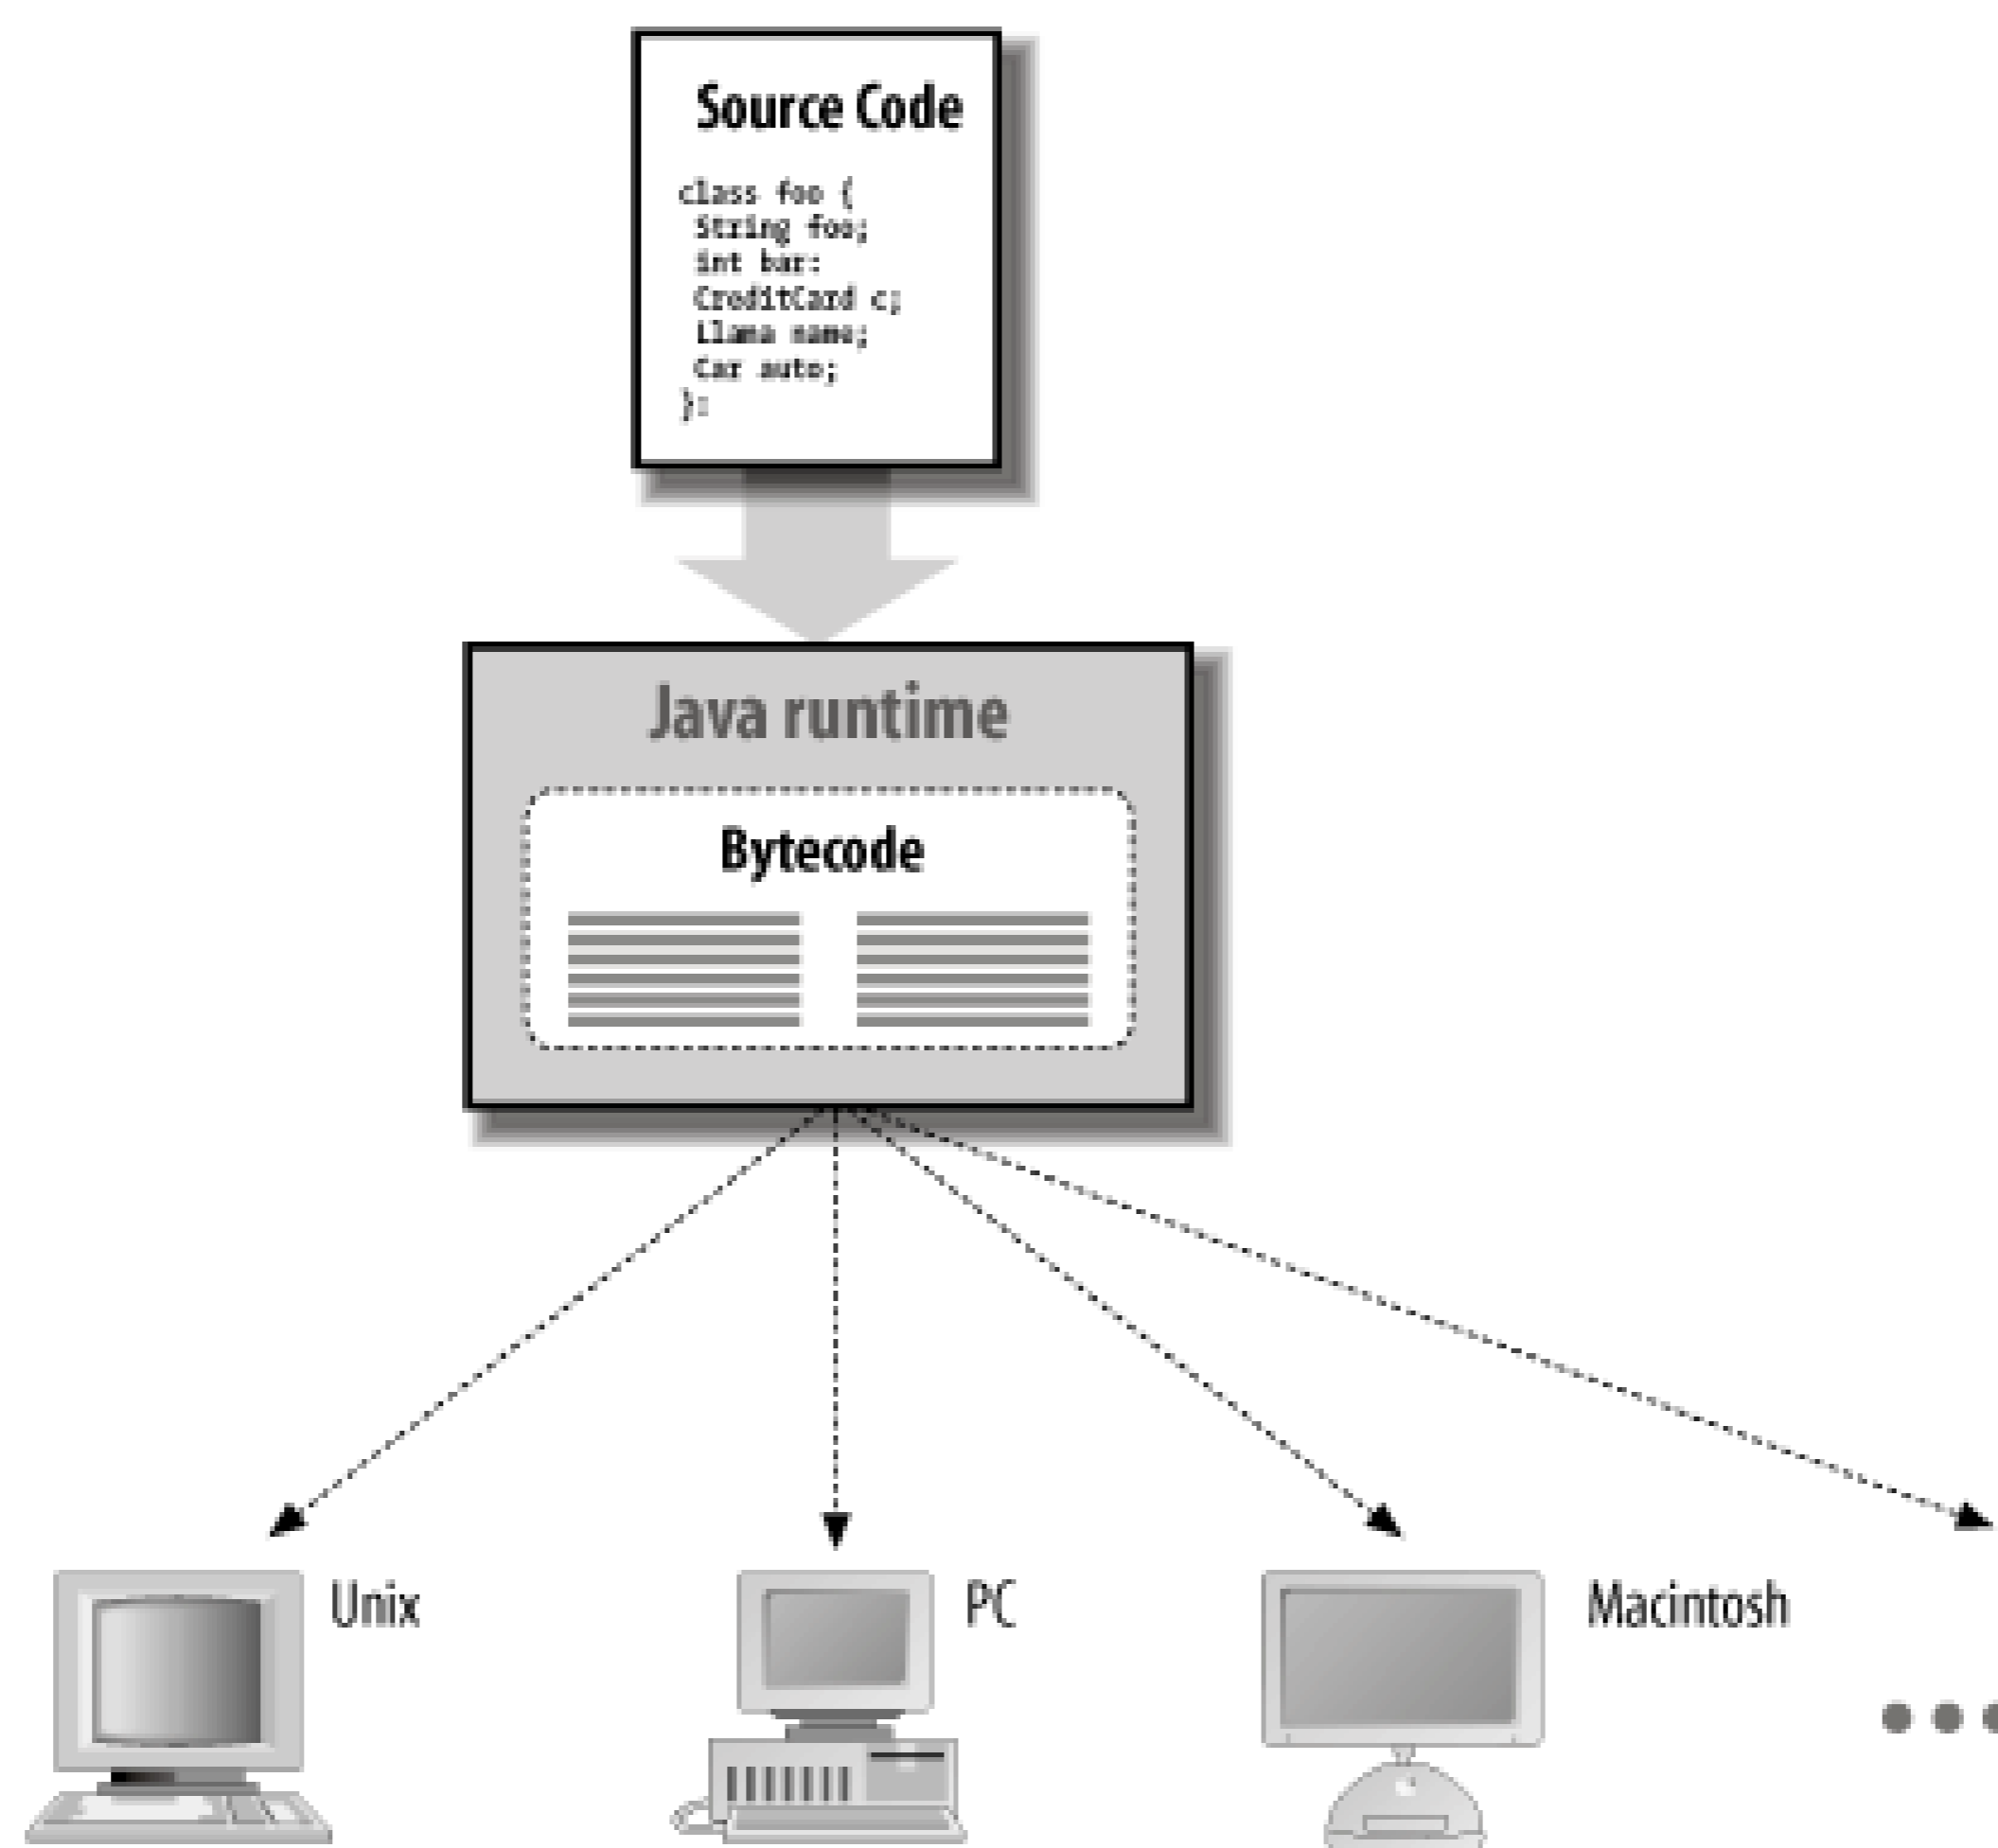 Source Code
class foo {
String foo;
int bar:
CreditCard c;
Llama name;
Car auto;
}:
Java runtime
Bytecode
Unix
PC
Macintosh